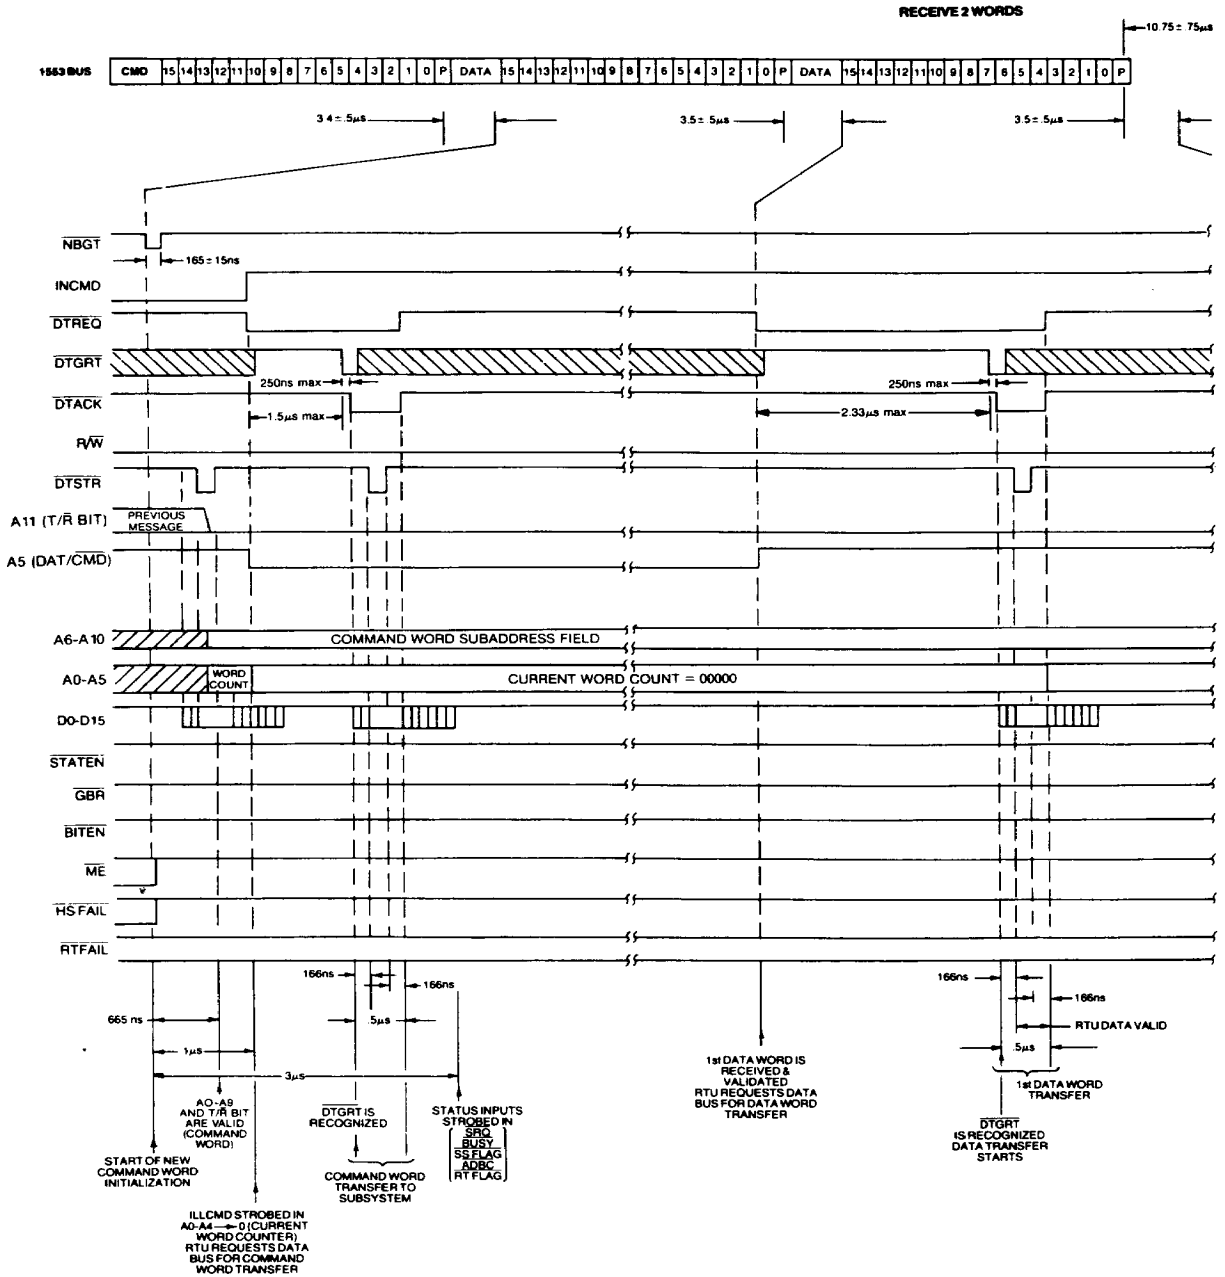 RECEIVE 2 WORDS
10.75 ± .75µs
1553 BUS CMD 15 14 13 12 11 10 9 8 7 6 5 4 3 2 1 0 P DATA 15 14 13 12 11 10 9 8 7 6 5 4 3 2 1 0 P DATA 15 14 13 12 11 10 9 8 7 6 5 4 3 2 1 0 P
3.4 ± .5µs 3.5 ± .5µs 3.5 ± .5µs
NBGT
165 ± 15ns
INCMD
DTREQ
DTGRT
250ns max 250ns max
DTACK
1.5µs max 2.33µs max
R/W
DTSTR
A11 (T/R BIT) PREVIOUS
MESSAGE
A5 (DAT/CMD)
A6-A10 COMMAND WORD SUBADDRESS FIELD
A0-A5 WORD
COUNT CURRENT WORD COUNT = 00000
D0-D15
STATEN
GBR
BITEN
ME
HS FAIL
RTFAIL
166ns 166ns
166ns 166ns
665 ns .5µs RTU DATA VALID
1µs .5µs
3µs
A0-A9
AND T/R BIT
ARE VALID
(COMMAND
WORD)
DTGRT IS
RECOGNIZED
STATUS INPUTS
STROBED IN
SRQ
BUSY
SS FLAG
ADBC
RT FLAG
1st DATA WORD IS
RECEIVED &
VALIDATED
RTU REQUESTS DATA
BUS FOR DATA WORD
TRANSFER
1st DATA WORD
TRANSFER
DTGRT
IS RECOGNIZED
DATA TRANSFER
STARTS
START OF NEW
COMMAND WORD
INITIALIZATION
COMMAND WORD
TRANSFER TO
SUBSYSTEM
ILLCMD STROBED IN
A0-A4 → 0 (CURRENT
WORD COUNTER)
RTU REQUESTS DATA
BUS FOR COMMAND
WORD TRANSFER